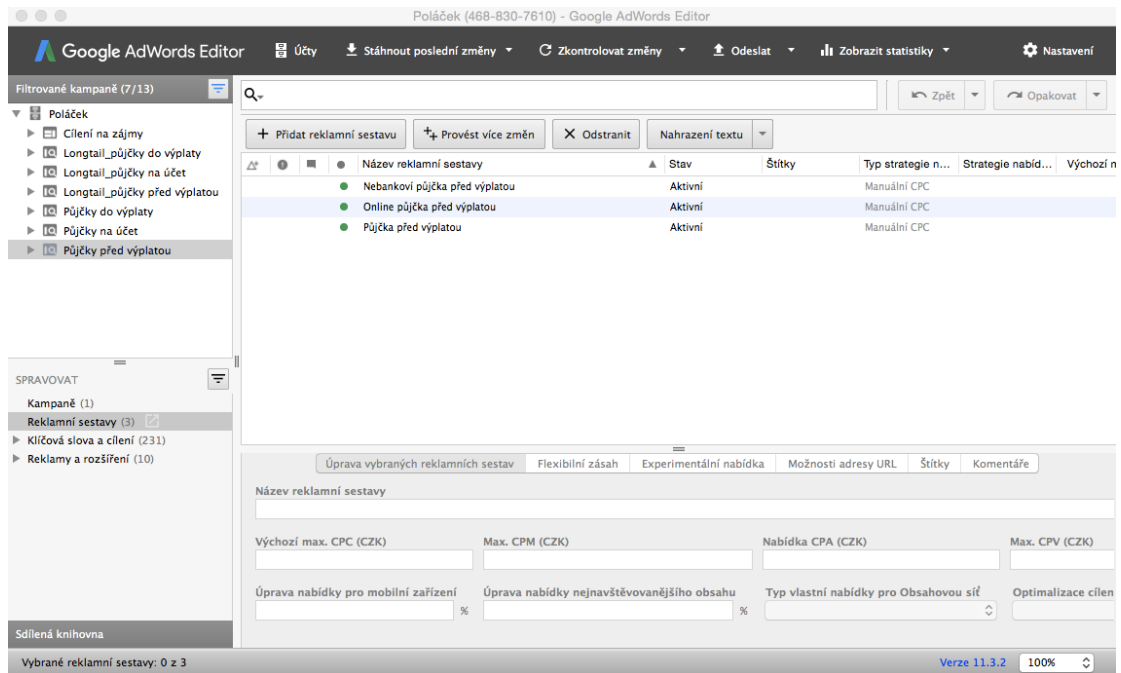 Poláček (468-830-7610) - Google AdWords Editor
Google AdWords Editor
Účty
Stáhnout poslední změny
Zkontrolovat změny
Odeslat
Zobrazit statistiky
Nastavení
Filtrované kampaně (7/13)
Poláček
Cílení na zájmy
Longtail_půjčky do výplaty
Longtail_půjčky na účet
Longtail_půjčky před výplatou
Půjčky do výplaty
Půjčky na účet
Půjčky před výplatou
Zpět
Opakovat
+ Přidat reklamní sestavu
Provést více změn
Odstranit
Nahrazení textu
Název reklamní sestavy Stav Štítky Typ strategie n... Strategie nabíd... Výchozí n
Nebankoví půjčka před výplatou Aktivní Manuální CPC
Online půjčka před výplatou Aktivní Manuální CPC
Půjčka před výplatou Aktivní Manuální CPC
SPRAVOVAT
Kampaně (1)
Reklamní sestavy (3)
Klíčová slova a cílení (231)
Reklamy a rozšíření (10)
Sdílená knihovna
Úprava vybraných reklamních sestav Flexibilní zásah Experimentální nabídka Možnosti adresy URL Štítky Komentáře
Název reklamní sestavy
Výchozí max. CPC (CZK) Max. CPM (CZK) Nabídka CPA (CZK) Max. CPV (CZK)
Úprava nabídky pro mobilní zařízení Úprava nabídky nejnavštěvovanějšího obsahu Typ vlastní nabídky pro Obsahovou síť Optimalizace cílen
% %
Vybrané reklamní sestavy: 0 z 3
Verze 11.3.2
100%